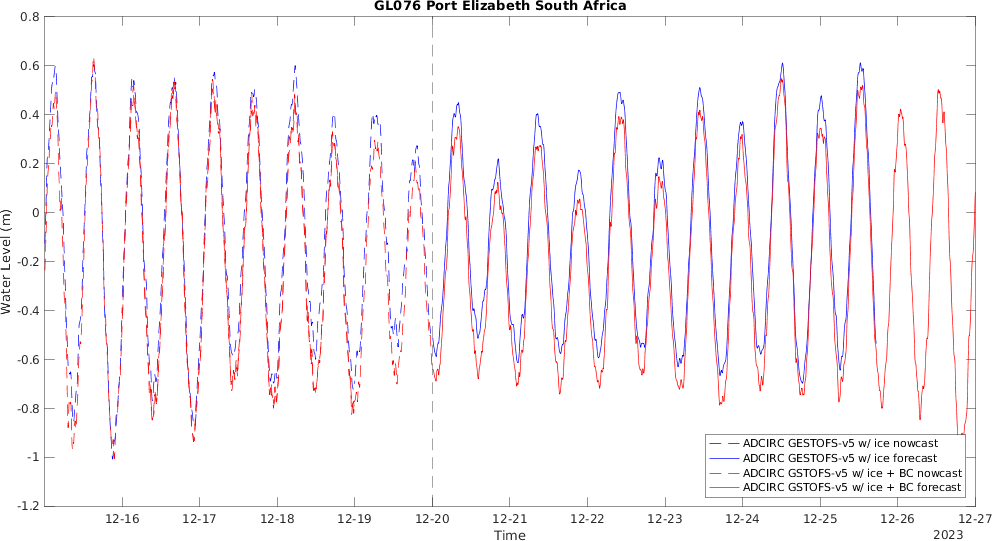 GL076 Port Elizabeth South Africa
0.8
0.6
0.4
0.2
0
-0.2
-0.4
-0.6
-0.8
-1
-1.2
Water Level (m)
12-16 12-17 12-18 12-19 12-20 12-21 12-22 12-23 12-24 12-25 12-26 12-27
Time
2023
ADCIRC GESTOFS-v5 w/ ice nowcast
ADCIRC GESTOFS-v5 w/ ice forecast
ADCIRC GSTOFS-v5 w/ ice + BC nowcast
ADCIRC GSTOFS-v5 w/ ice + BC forecast